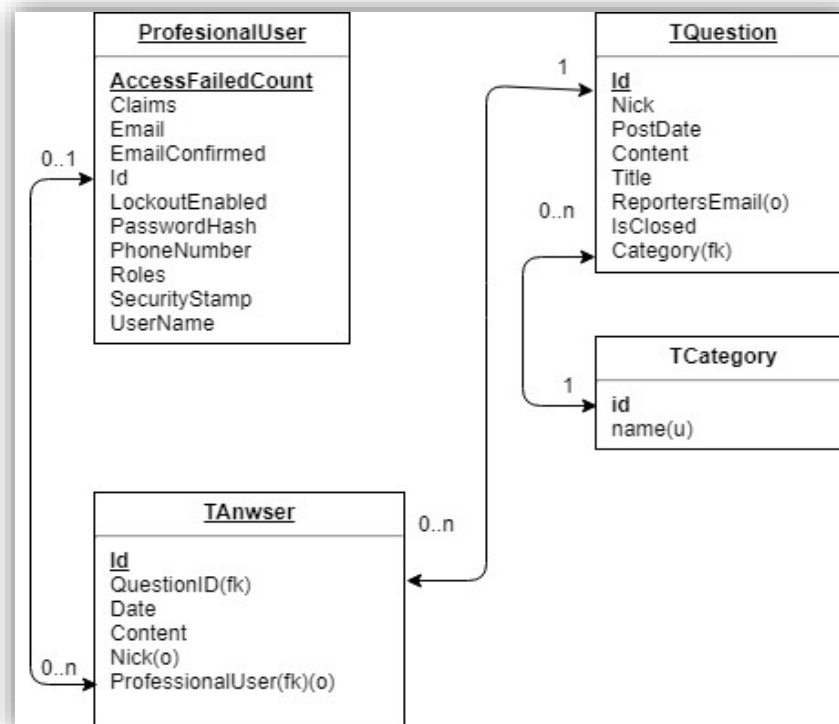 ProfesionalUser
AccessFailedCount
Claims
Email
EmailConfirmed
Id
LockoutEnabled
PasswordHash
PhoneNumber
Roles
SecurityStamp
UserName
0..1
0..n
TQuestion
Id
Nick
PostDate
Content
Title
ReportersEmail(o)
IsClosed
Category(fk)
1
0..n
1
TCategory
id
name(u)
TAnwser
Id
QuestionID(fk)
Date
Content
Nick(o)
ProfessionalUser(fk)(o)
0..n